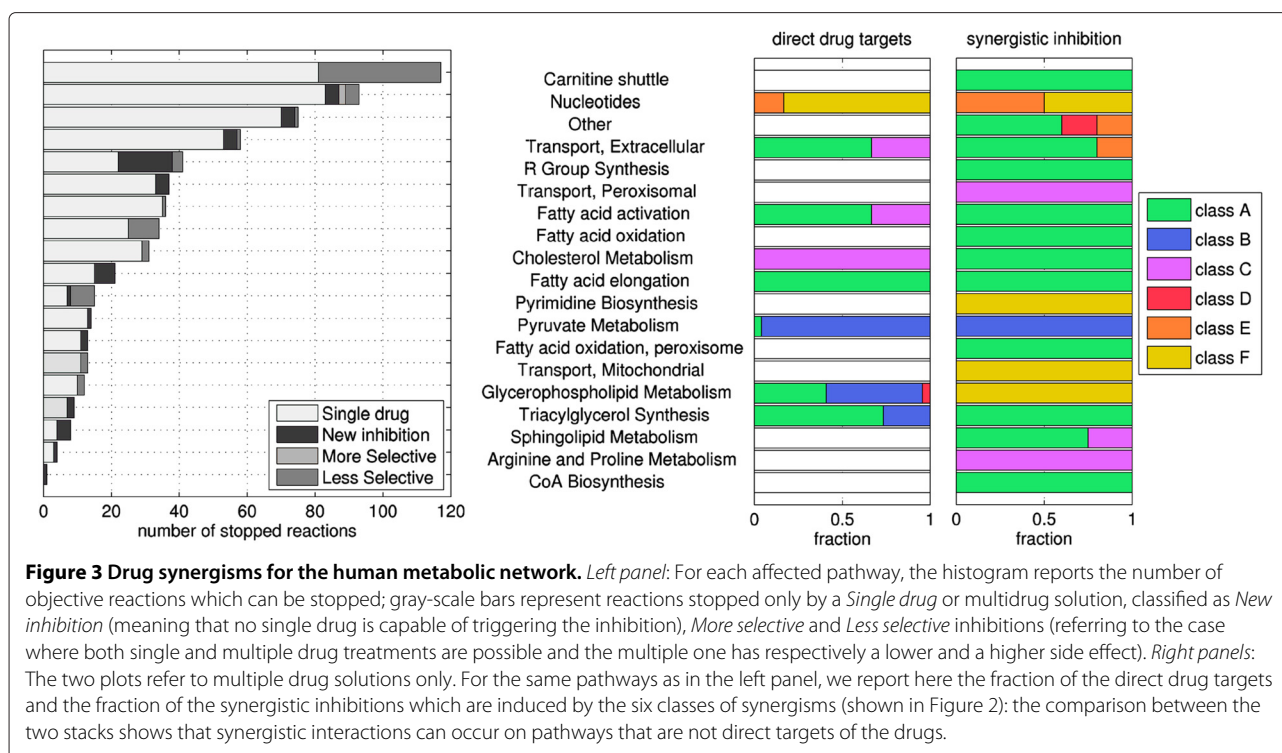 direct drug targets
synergistic inhibition
Carnitine shuttle
Nucleotides
Other
Transport, Extracellular
R Group Synthesis
Transport, Peroxisomal
Fatty acid activation
Fatty acid oxidation
Cholesterol Metabolism
Fatty acid elongation
Pyrimidine Biosynthesis
Pyruvate Metabolism
Fatty acid oxidation, peroxisome
Transport, Mitochondrial
Glycerophospholipid Metabolism
Triacylglycerol Synthesis
Sphingolipid Metabolism
Arginine and Proline Metabolism
CoA Biosynthesis
Single drug
New inhibition
More Selective
Less Selective
0 20 40 60 80 100 120
number of stopped reactions
0 0.5 1
fraction
0 0.5 1
fraction
class A
class B
class C
class D
class E
class F
Figure 3 Drug synergisms for the human metabolic network. Left panel: For each affected pathway, the histogram reports the number of
objective reactions which can be stopped; gray-scale bars represent reactions stopped only by a Single drug or multidrug solution, classified as New
inhibition (meaning that no single drug is capable of triggering the inhibition), More selective and Less selective inhibitions (referring to the case
where both single and multiple drug treatments are possible and the multiple one has respectively a lower and a higher side effect). Right panels:
The two plots refer to multiple drug solutions only. For the same pathways as in the left panel, we report here the fraction of the direct drug targets
and the fraction of the synergistic inhibitions which are induced by the six classes of synergisms (shown in Figure 2): the comparison between the
two stacks shows that synergistic interactions can occur on pathways that are not direct targets of the drugs.